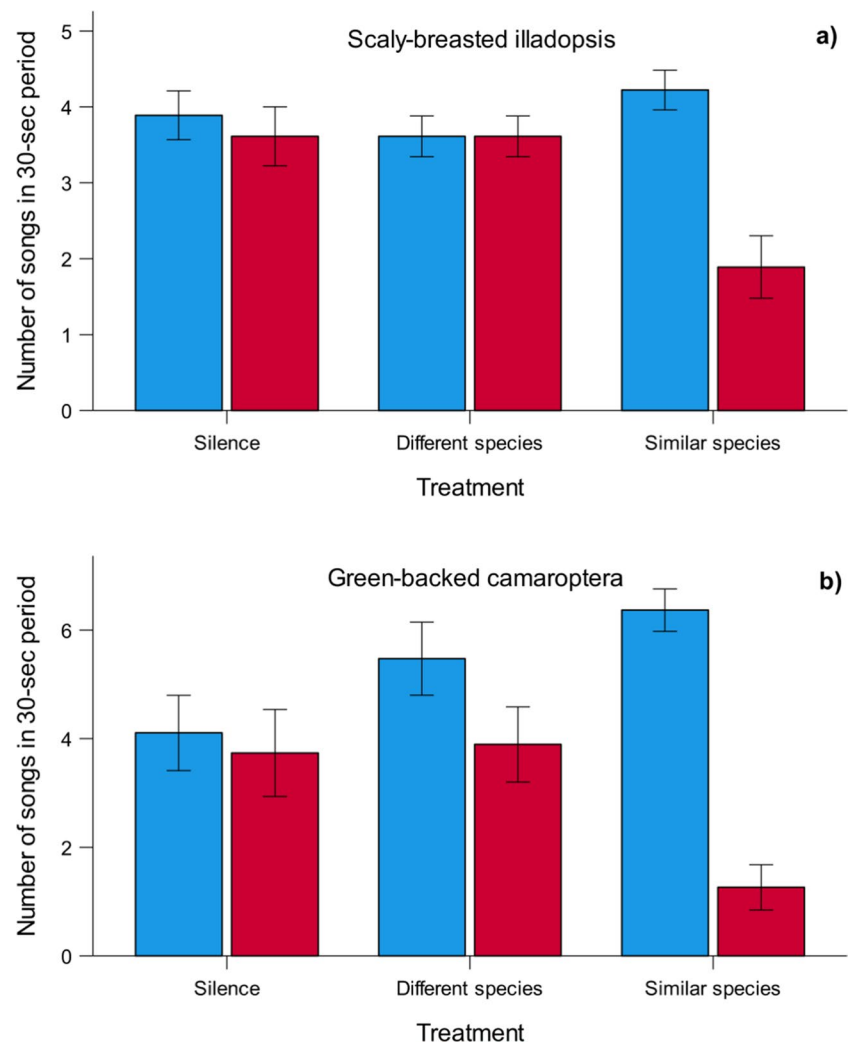 Scaly-breasted illadopsis
a)
Number of songs in 30-sec period
5
4
3
2
1
0
Silence
Different species
Similar species
Treatment
Green-backed camaroptera
b)
Number of songs in 30-sec period
6
4
2
0
Silence
Different species
Similar species
Treatment